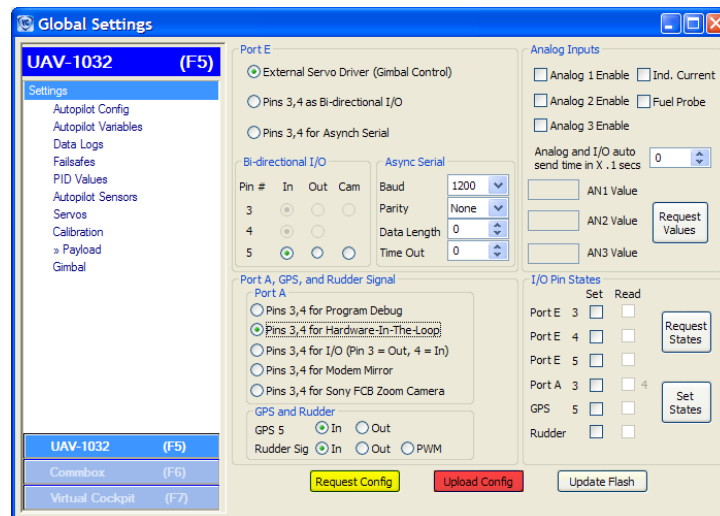 Global Settings
UAV-1032 (F5)
Settings
Autopilot Config
Autopilot Variables
Data Logs
Failsafes
PID Values
Autopilot Sensors
Servos
Calibration
» Payload
Gimbal
UAV-1032 (F5)
Commbox (F6)
Virtual Cockpit (F7)
Port E
External Servo Driver (Gimbal Control)
Pins 3,4 as Bi-directional I/O
Pins 3,4 for Asynch Serial
Bi-directional I/O
Pin # In Out Cam
3
4
5
Async Serial
Baud 1200
Parity None
Data Length 0
Time Out 0
Port A, GPS, and Rudder Signal
Port A
Pins 3,4 for Program Debug
Pins 3,4 for Hardware-In-The-Loop
Pins 3,4 for I/O (Pin 3 = Out, 4 = In)
Pins 3,4 for Modem Mirror
Pins 3,4 for Sony FCB Zoom Camera
GPS and Rudder
GPS 5 In Out
Rudder Sig In Out PWM
Analog Inputs
Analog 1 Enable Ind. Current
Analog 2 Enable Fuel Probe
Analog 3 Enable
Analog and I/O auto
send time in X .1 secs 0
AN1 Value
AN2 Value
AN3 Value
Request
Values
I/O Pin States
Set Read
Port E 3
Port E 4
Port E 5
Port A 3 4
GPS 5
Rudder
Request
States
Set
States
Request Config
Upload Config
Update Flash